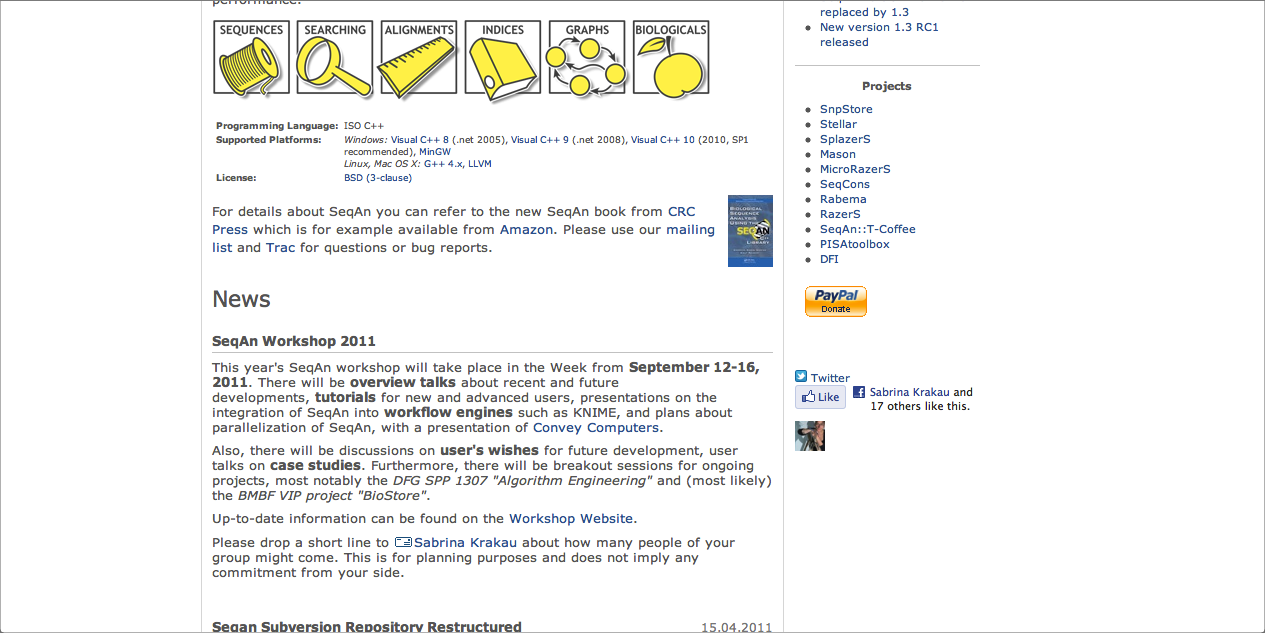 performance.
SEQUENCES SEARCHING ALIGNMENTS INDICES GRAPHS BIOLOGICALS
Programming Language: ISO C++
Supported Platforms: Windows: Visual C++ 8 (.net 2005), Visual C++ 9 (.net 2008), Visual C++ 10 (2010, SP1
recommended), MinGW
Linux, Mac OS X: G++ 4.x, LLVM
License: BSD (3-clause)
For details about SeqAn you can refer to the new SeqAn book from CRC
Press which is for example available from Amazon. Please use our mailing
list and Trac for questions or bug reports.
BIOLOGICAL
SEQUENCE
ANALYSIS
USING THE
SEQAN
C++
LIBRARY
News
SeqAn Workshop 2011
This year's SeqAn workshop will take place in the Week from September 12-16,
2011. There will be overview talks about recent and future
developments, tutorials for new and advanced users, presentations on the
integration of SeqAn into workflow engines such as KNIME, and plans about
parallelization of SeqAn, with a presentation of Convey Computers.
Also, there will be discussions on user's wishes for future development, user
talks on case studies. Furthermore, there will be breakout sessions for ongoing
projects, most notably the DFG SPP 1307 "Algorithm Engineering" and (most likely)
the BMBF VIP project "BioStore".
Up-to-date information can be found on the Workshop Website.
Please drop a short line to Sabrina Krakau about how many people of your
group might come. This is for planning purposes and does not imply any
commitment from your side.
Seqan Subversion Repository Restructured 15.04.2011
replaced by 1.3
New version 1.3 RC1
released
Projects
SnpStore
Stellar
SplazerS
Mason
MicroRazerS
SeqCons
Rabema
RazerS
SeqAn::T-Coffee
PISAtoolbox
DFI
PayPal
Donate
Twitter
Like
Sabrina Krakau and
17 others like this.